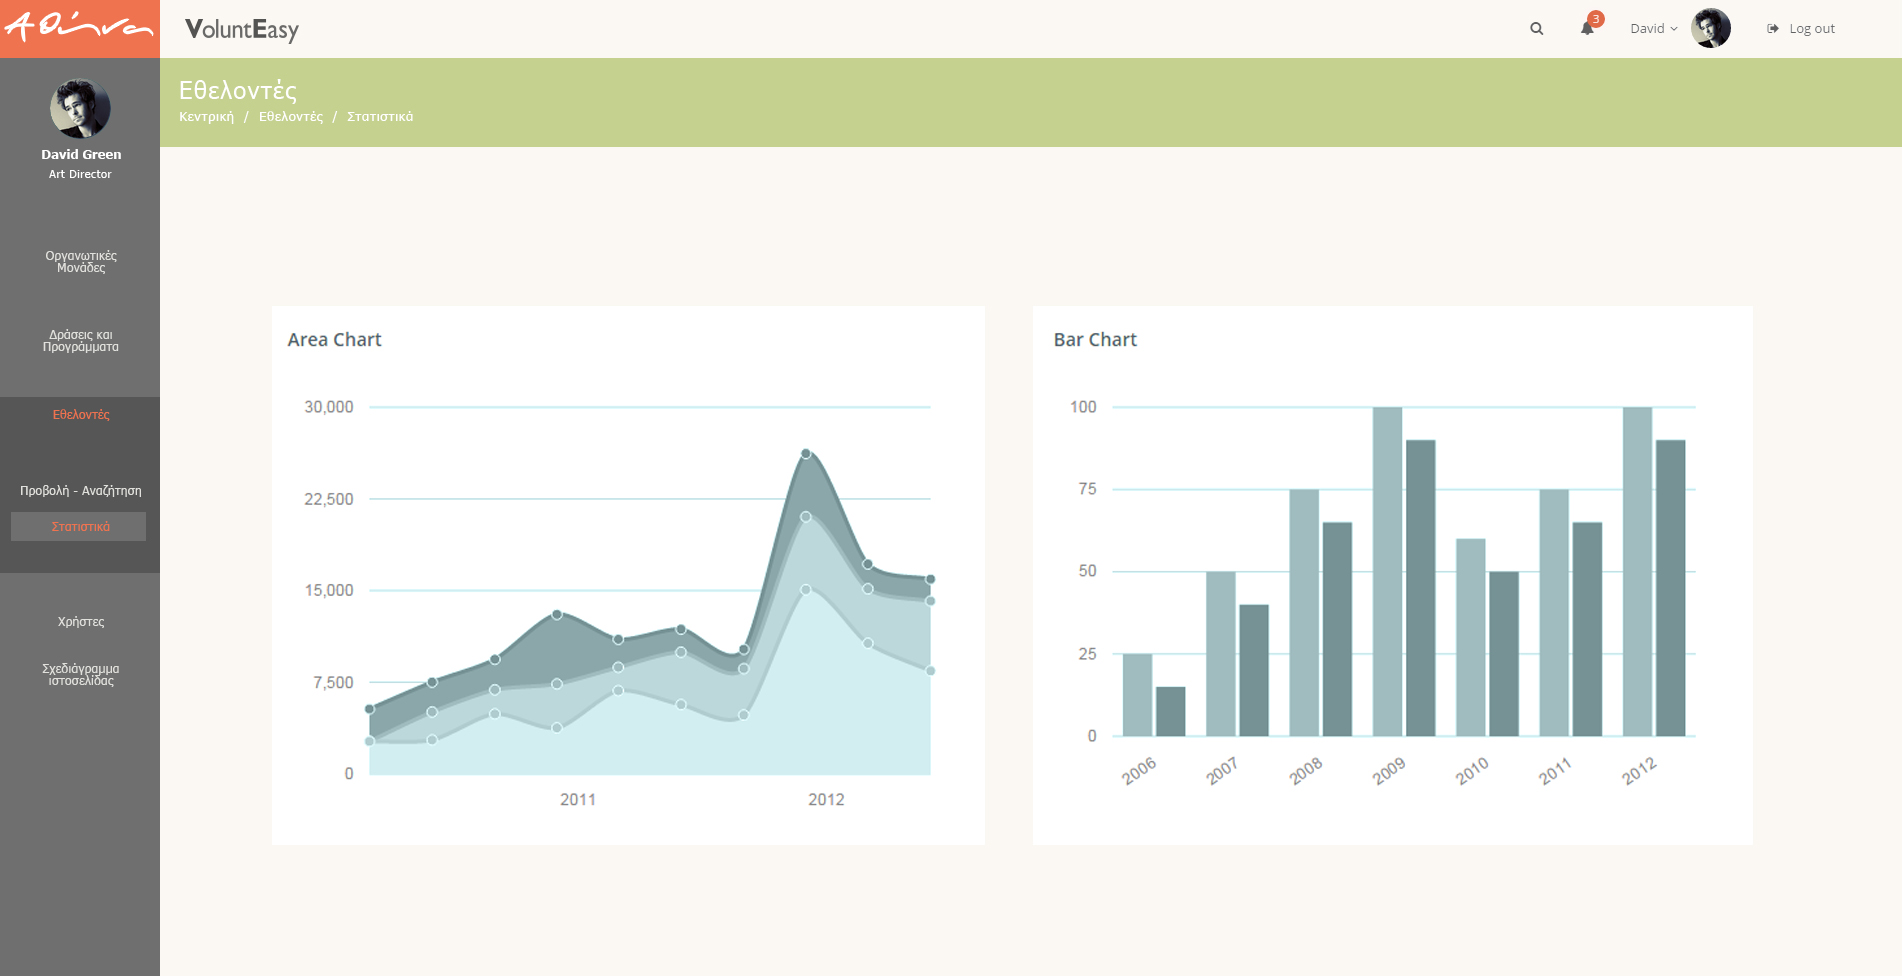 Αθήνα
VoluntEasy
3
David
Log out
Εθελοντές
Κεντρική / Εθελοντές / Στατιστικά
David Green
Art Director
Οργανωτικές
Μονάδες
Δράσεις και
Προγράμματα
Εθελοντές
Προβολή - Αναζήτηση
Στατιστικά
Χρήστες
Σχεδιάγραμμα
ιστοσελίδας
Area Chart
30,000
22,500
15,000
7,500
0
2011
2012
Bar Chart
100
75
50
25
0
2006
2007
2008
2009
2010
2011
2012